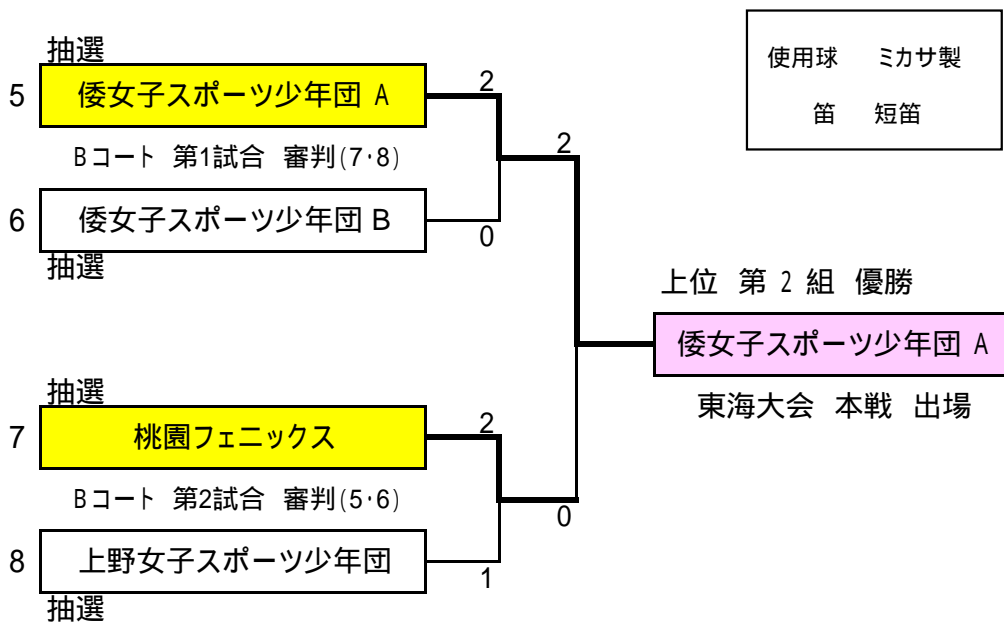 使用球 ミカサ製
笛 短笛
抽選
5 倭女子スポーツ少年団 A 2
Bコート 第1試合 審判(7·8)
2
6 倭女子スポーツ少年団 B 0
抽選
上位 第 2 組 優勝
倭女子スポーツ少年団 A
東海大会 本戦 出場
抽選
7 桃園フェニックス 2
Bコート 第2試合 審判(5·6)
0
8 上野女子スポーツ少年団 1
抽選